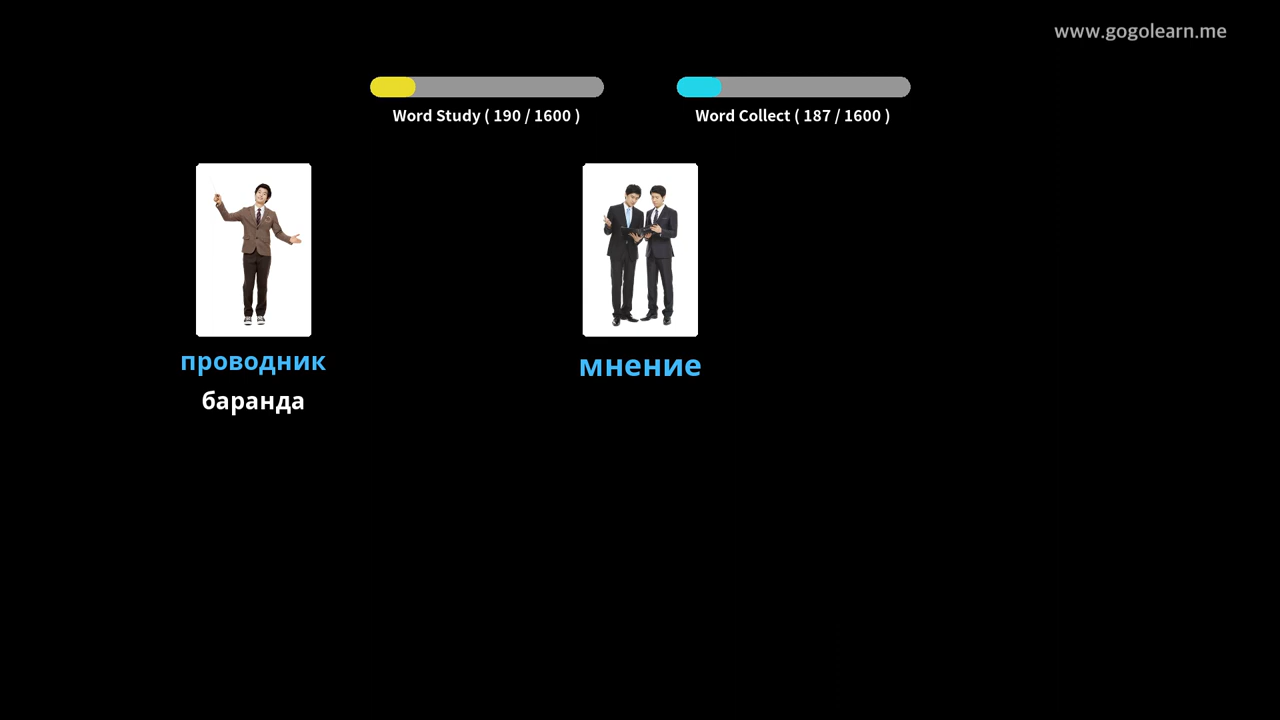 www.gogolearn.me
Word Study ( 190 / 1600 )
Word Collect ( 187 / 1600 )
проводник
баранда
мнение